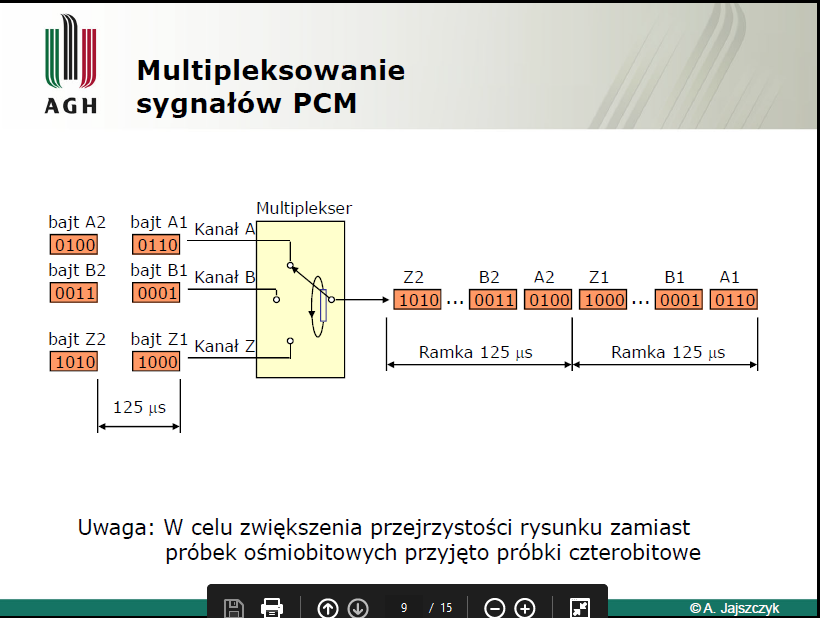 AGH
Multipleksowanie
sygnałów PCM
Multiplekser
bajt A2 bajt A1 Kanał A
0100 0110
bajt B2 bajt B1 Kanał B
0011 0001
bajt Z2 bajt Z1 Kanał Z
1010 1000
125 μs
Z2 B2 A2 Z1 B1 A1
1010 ... 0011 0100 1000 ... 0001 0110
Ramka 125 μs Ramka 125 μs
Uwaga: W celu zwiększenia przejrzystości rysunku zamiast
próbek ośmiobitowych przyjęto próbki czterobitowe
9 / 15
© A. Jajszczyk